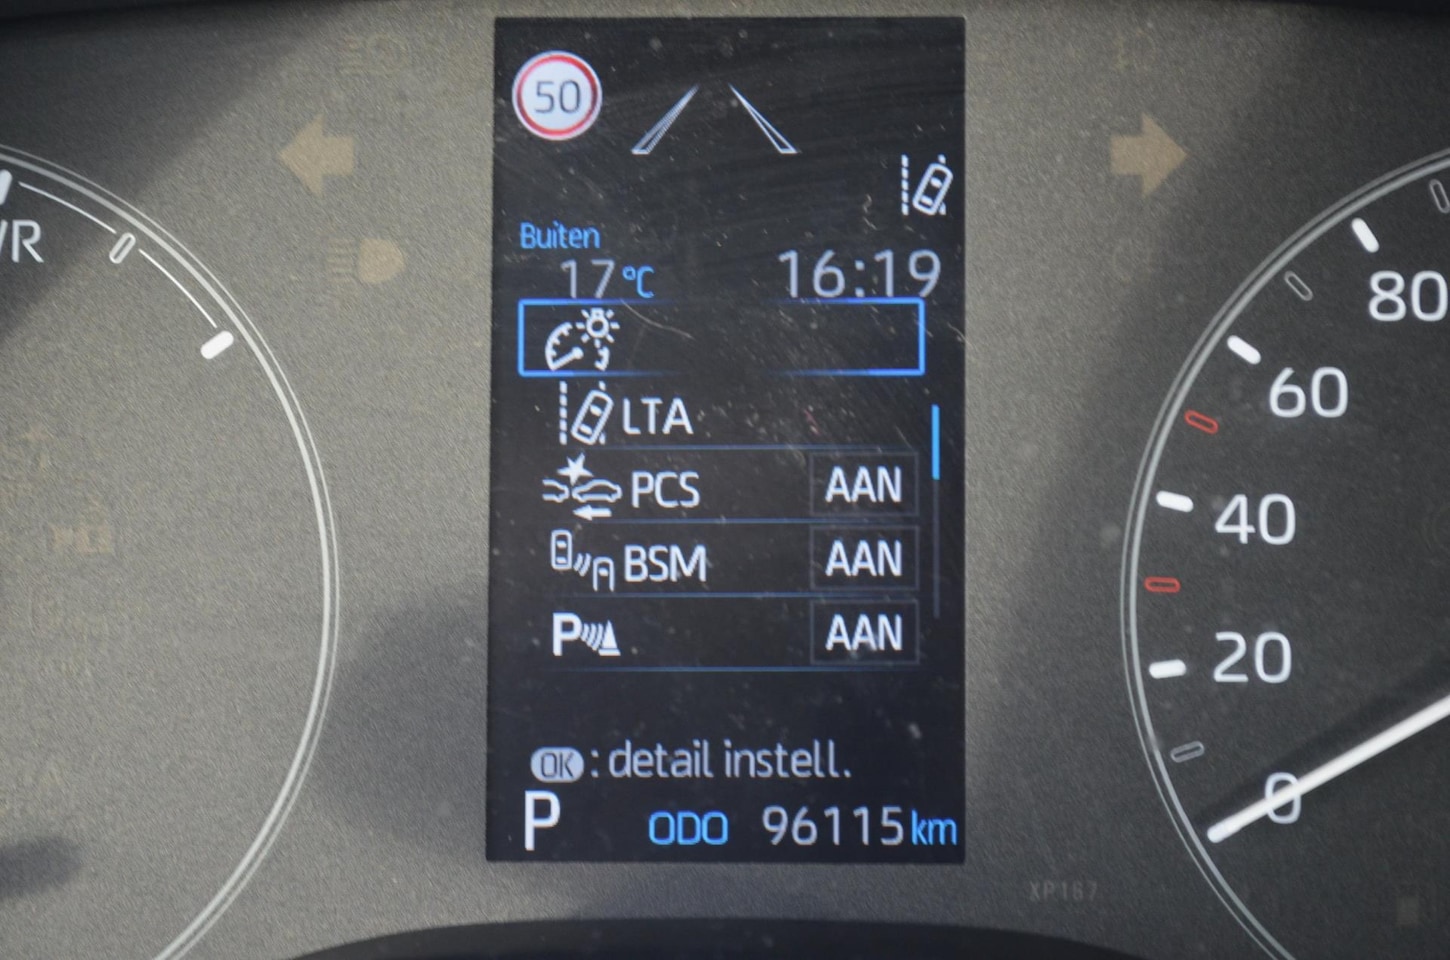 50
Buiten
17°C 16:19
LTA
PCS AAN
BSM AAN
P AAN
OK : detail instell.
P ODO 96115 km
80
60
40
20
0
XP187